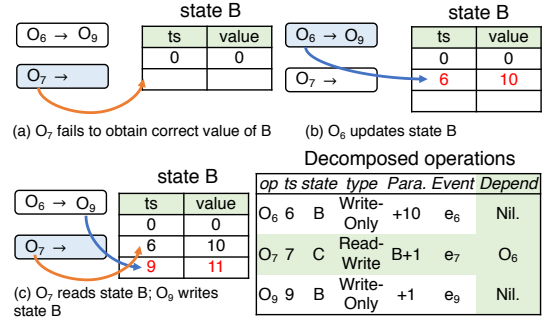 state B
O6 → O9
ts value
0 0
O7 →
(a) O7 fails to obtain correct value of B
state B
O6 → O9
ts value
0 0
6 10
O7 →
(b) O6 updates state B
state B
O6 → O9
ts value
0 0
6 10
9 11
O7 →
(c) O7 reads state B; O9 writes
state B
Decomposed operations
op ts state type Para. Event Depend
O6 6 B Write-Only +10 e6 Nil.
O7 7 C Read-Write B+1 e7 O6
O9 9 B Write-Only +1 e9 Nil.